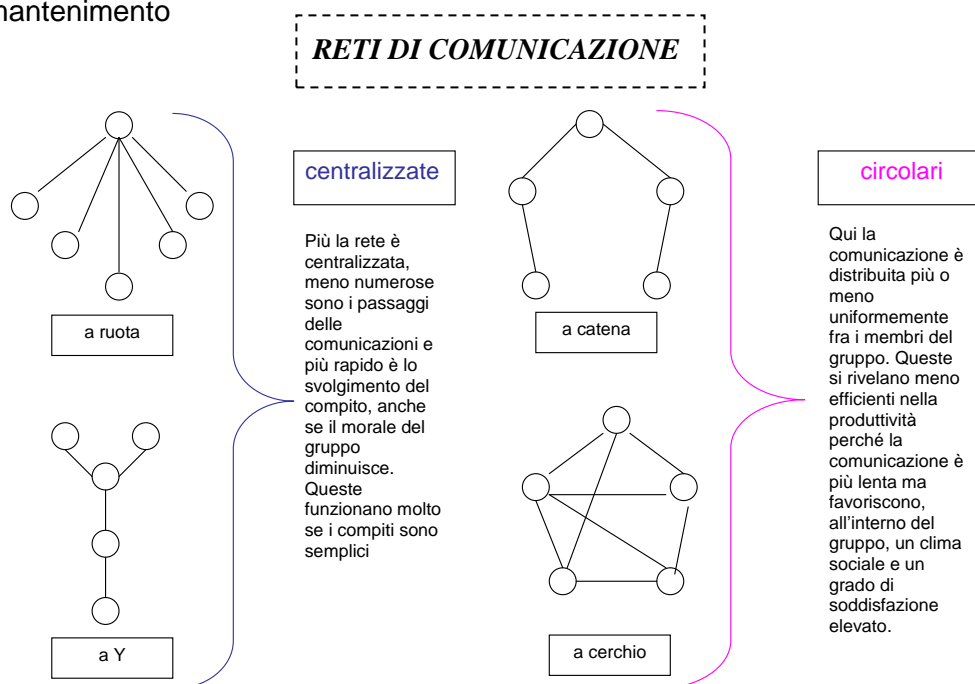 mantenimento
RETI DI COMUNICAZIONE
centralizzate
Più la rete è
centralizzata,
meno numerose
sono i passaggi
delle
comunicazioni e
più rapido è lo
svolgimento del
compito, anche
se il morale del
gruppo
diminuisce.
Queste
funzionano molto
se i compiti sono
semplici
a ruota
a Y
circolari
Qui la
comunicazione è
distribuita più o
meno
uniformemente
fra i membri del
gruppo. Queste
si rivelano meno
efficienti nella
produttività
perché la
comunicazione è
più lenta ma
favoriscono,
all'interno del
gruppo, un clima
sociale e un
grado di
soddisfazione
elevato.
a catena
a cerchio